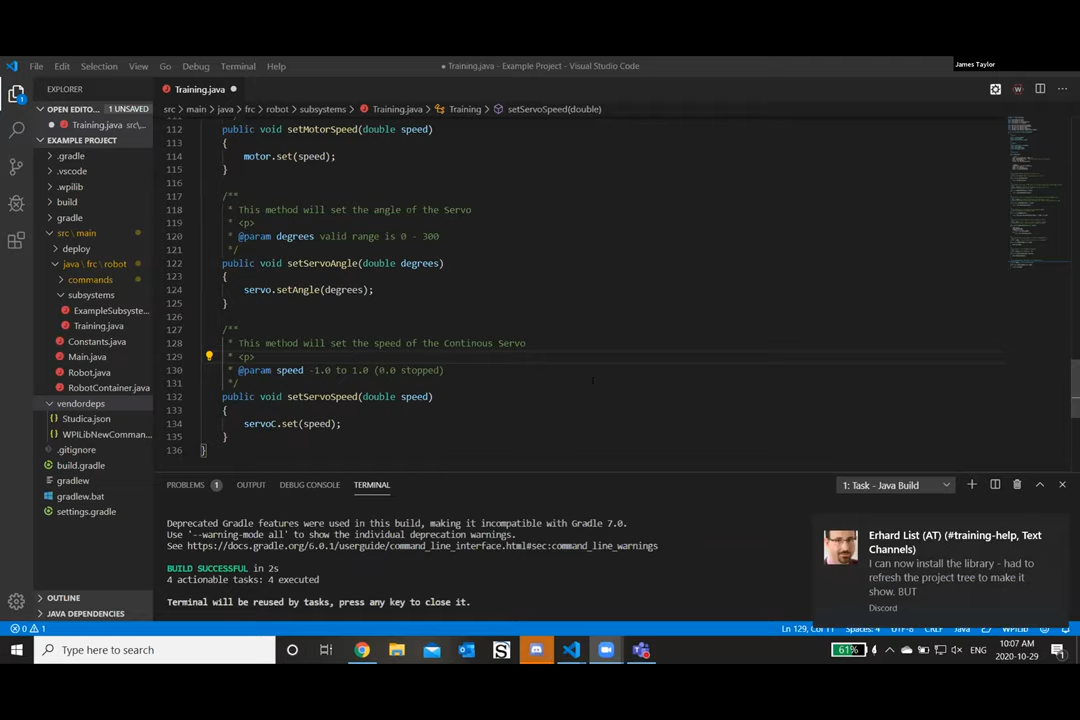 James Taylor
File Edit Selection View Go Debug Terminal Help
● Training.java - Example Project - Visual Studio Code
EXPLORER
Training.java ●
OPEN EDITO... 1 UNSAVED
● Training.java src\...
src > main > java > frc > robot > subsystems > Training.java > Training > setServoSpeed(double)
EXAMPLE PROJECT
> .gradle
> .vscode
> .wpilib
> build
> gradle
src \ main
> deploy
java \ frc \ robot
> commands
subsystems
ExampleSubsyste...
Training.java
Constants.java
Main.java
Robot.java
RobotContainer.java
vendordeps
Studica.json
WPILibNewComman...
.gitignore
build.gradle
gradlew
gradlew.bat
settings.gradle
> OUTLINE
> JAVA DEPENDENCIES
112 public void setMotorSpeed(double speed)
113 {
114 motor.set(speed);
115 }
116
117 /**
118 * This method will set the angle of the Servo
119 * <p>
120 * @param degrees valid range is 0 - 300
121 */
122 public void setServoAngle(double degrees)
123 {
124 servo.setAngle(degrees);
125 }
126
127 /**
128 * This method will set the speed of the Continous Servo
129 * <p>
130 * @param speed -1.0 to 1.0 (0.0 stopped)
131 */
132 public void setServoSpeed(double speed)
133 {
134 servoC.set(speed);
135 }
136 }
PROBLEMS 1 OUTPUT DEBUG CONSOLE TERMINAL
1: Task - Java Build
Deprecated Gradle features were used in this build, making it incompatible with Gradle 7.0.
Use '--warning-mode all' to show the individual deprecation warnings.
See https://docs.gradle.org/6.0.1/userguide/command_line_interface.html#sec:command_line_warnings
BUILD SUCCESSFUL in 2s
4 actionable tasks: 4 executed
Terminal will be reused by tasks, press any key to close it.
Erhard List (AT) (#training-help, Text
Channels)
I can now install the library - had to
refresh the project tree to make it
show. BUT
Discord
0 1
Ln 129, Col 11 Spaces: 4 UTF-8 CRLF Java WPILib
Type here to search
61%
ENG
10:07 AM
2020-10-29